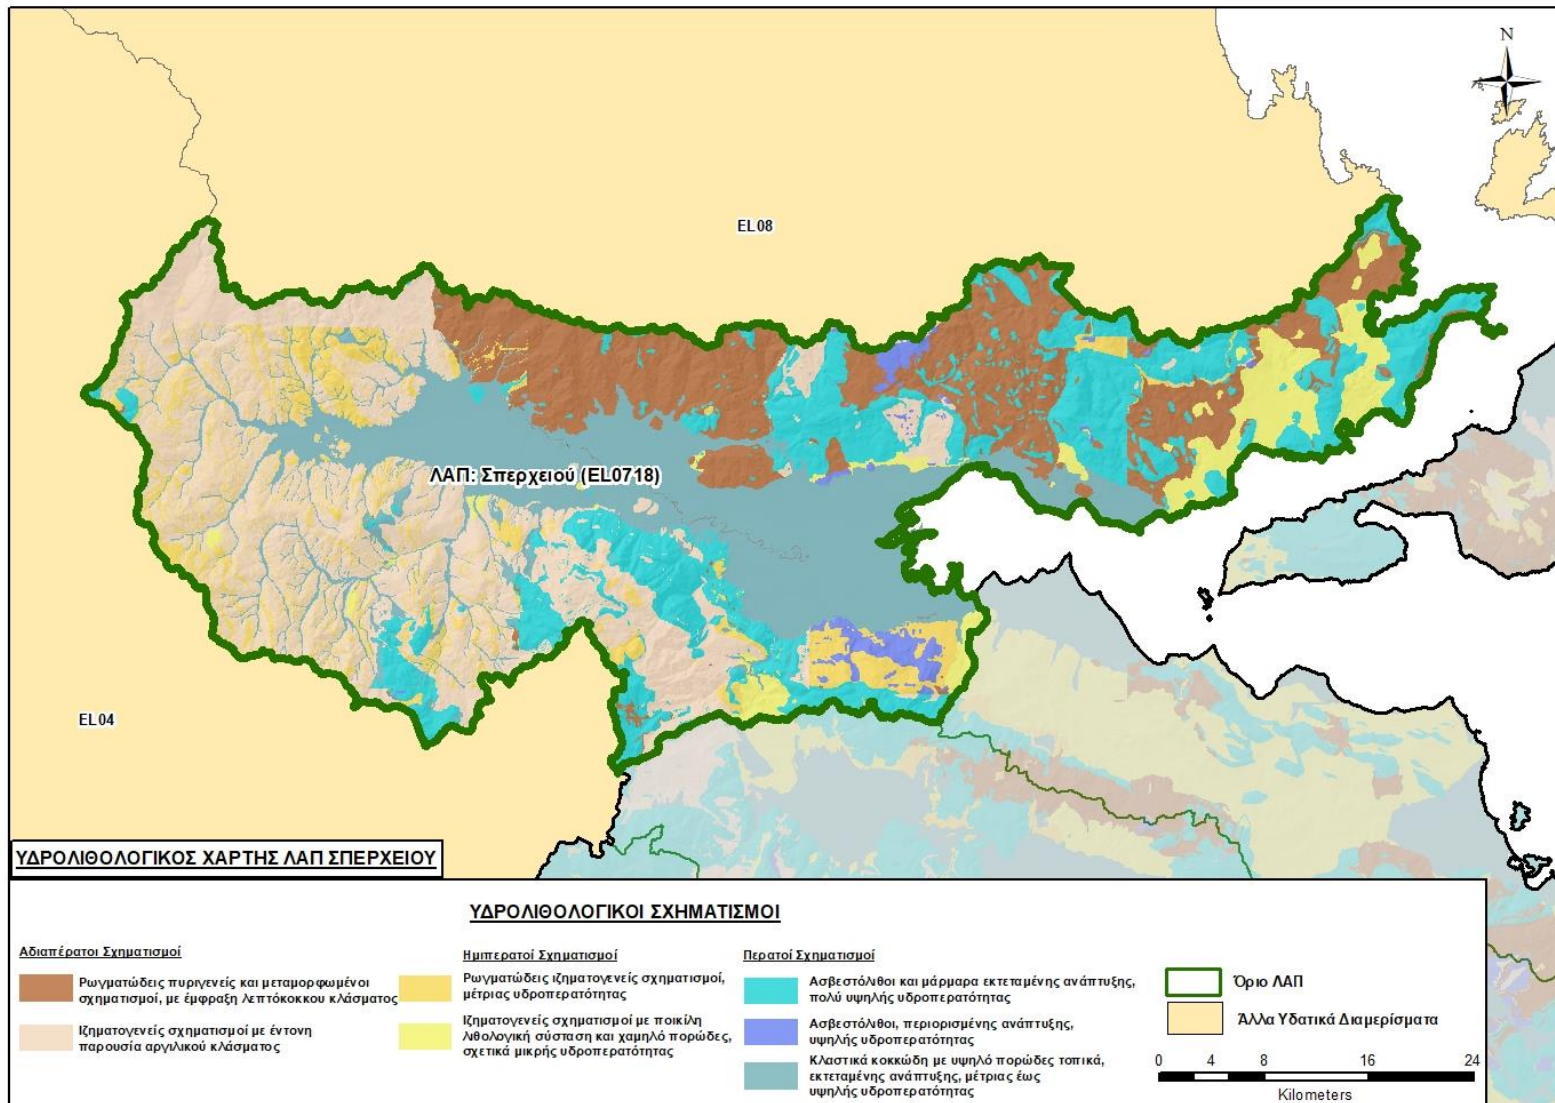 N
EL08
ΛΑΠ: Σπερχειού (EL0718)
EL04
ΥΔΡΟΛΙΘΟΛΟΓΙΚΟΣ ΧΑΡΤΗΣ ΛΑΠ ΣΠΕΡΧΕΙΟΥ
ΥΔΡΟΛΙΘΟΛΟΓΙΚΟΙ ΣΧΗΜΑΤΙΣΜΟΙ
Αδιαπέρατοι Σχηματισμοί
Ρωγματώδεις πυριγενείς και μεταμορφωμένοι
σχηματισμοί, με έμφραξη λεπτόκοκκου κλάσματος
Ιζηματογενείς σχηματισμοί με έντονη
παρουσία αργιλικού κλάσματος
Ημιπερατοί Σχηματισμοί
Ρωγματώδεις ιζηματογενείς σχηματισμοί,
μέτριας υδροπερατότητας
Ιζηματογενείς σχηματισμοί με ποικίλη
λιθολογική σύσταση και χαμηλό πορώδες,
σχετικά μικρής υδροπερατότητας
Περατοί Σχηματισμοί
Ασβεστόλιθοι και μάρμαρα εκτεταμένης ανάπτυξης,
πολύ υψηλής υδροπερατότητας
Ασβεστόλιθοι, περιορισμένης ανάπτυξης,
υψηλής υδροπερατότητας
Κλαστικά κοκκώδη με υψηλό πορώδες τοπικά,
εκτεταμένης ανάπτυξης, μέτριας έως
υψηλής υδροπερατότητας
Όριο ΛΑΠ
Άλλα Υδατικά Διαμερίσματα
0 4 8 16 24
Kilometers